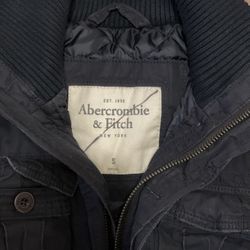 EST. 1892
Abercrombie
& Fitch
NEW YORK
S